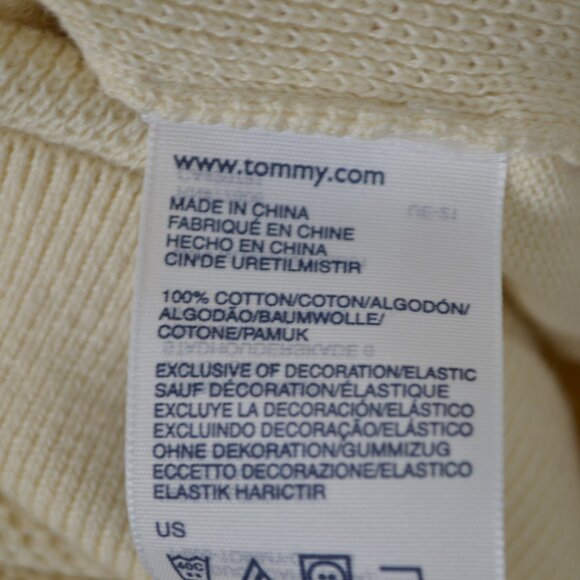 www.tommy.com
MADE IN CHINA
FABRIQUÉ EN CHINE
HECHO EN CHINA
CIN'DE URETILMISTIR
100% COTTON/COTON/ALGODÓN/
ALGODÃO/BAUMWOLLE/
COTONE/PAMUK
EXCLUSIVE OF DECORATION/ELASTIC
SAUF DÉCORATION/ÉLASTIQUE
EXCLUYE LA DECORACIÓN/ELÁSTICO
EXCLUINDO DECORAÇÃO/ELÁSTICO
OHNE DEKORATION/GUMMIZUG
ECCETTO DECORAZIONE/ELASTICO
ELASTIK HARICTIR
US
40C